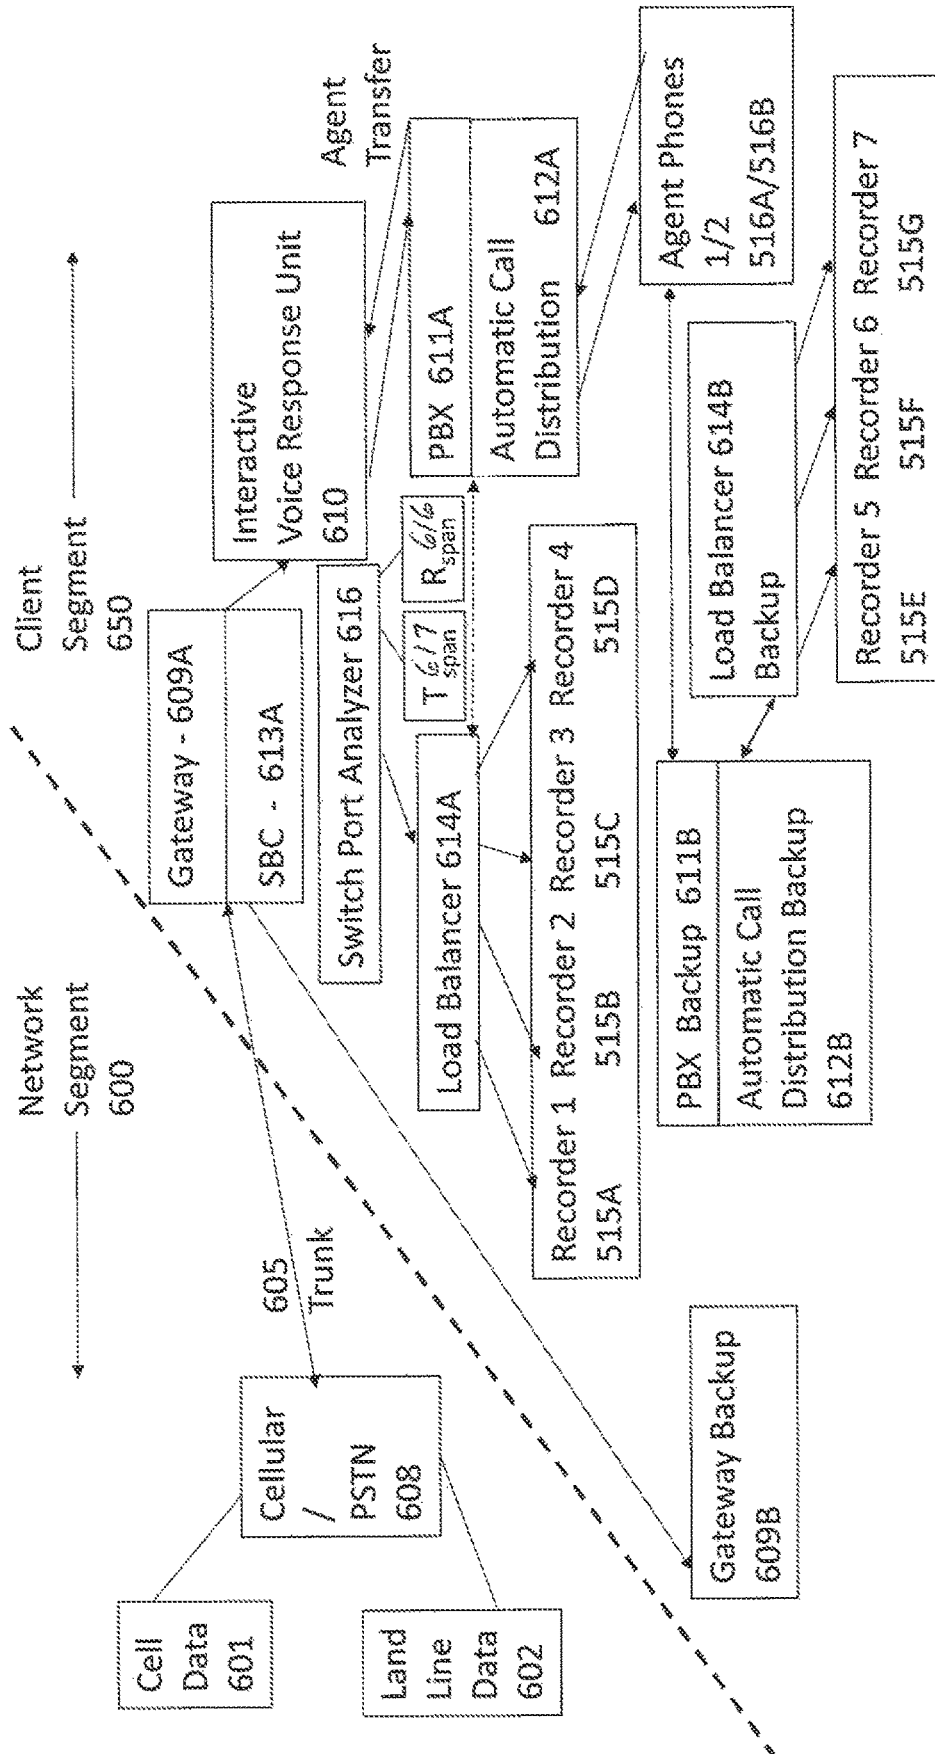 Network
Segment
600
Client
Segment
650
Cell
Data
601
Land
Line
Data
602
Cellular
/
PSTN
608
605
Trunk
Gateway - 609A
SBC - 613A
Interactive
Voice Response Unit
610
Agent
Transfer
Switch Port Analyzer 616
T 617
span
R 616
span
PBX 611A
Automatic Call
Distribution 612A
Load Balancer 614A
Recorder 1 Recorder 2 Recorder 3 Recorder 4
515A 515B 515C 515D
Agent Phones
1/2
516A/516B
Gateway Backup
609B
PBX Backup 611B
Automatic Call
Distribution Backup
612B
Load Balancer 614B
Backup
Recorder 5 Recorder 6 Recorder 7
515E 515F 515G